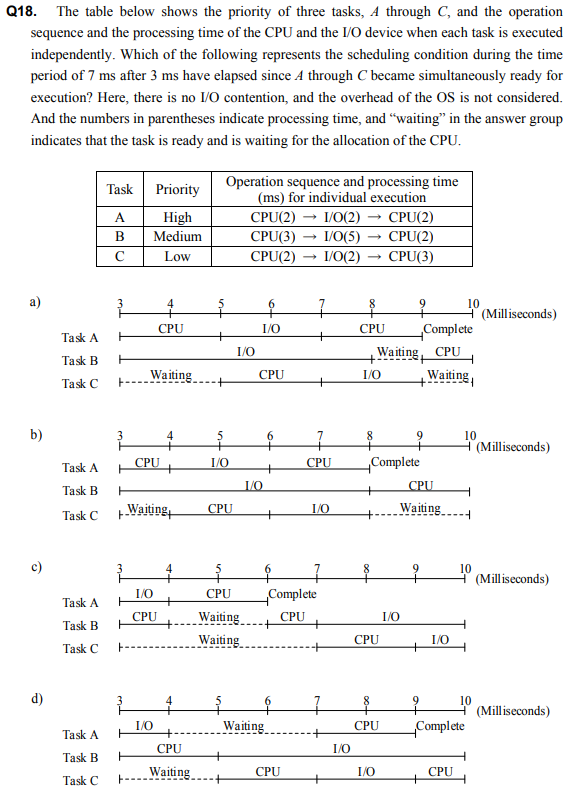 Q18. The table below shows the priority of three tasks, A through C, and the operation
sequence and the processing time of the CPU and the I/O device when each task is executed
independently. Which of the following represents the scheduling condition during the time
period of 7 ms after 3 ms have elapsed since A through C became simultaneously ready for
execution? Here, there is no I/O contention, and the overhead of the OS is not considered.
And the numbers in parentheses indicate processing time, and “waiting” in the answer group
indicates that the task is ready and is waiting for the allocation of the CPU.
Task Priority Operation sequence and processing time
(ms) for individual execution
A High CPU(2) → I/O(2) → CPU(2)
B Medium CPU(3) → I/O(5) → CPU(2)
C Low CPU(2) → I/O(2) → CPU(3)
a) 3 4 5 6 7 8 9 10 (Milliseconds)
Task A CPU I/O CPU Complete
Task B I/O Waiting CPU
Task C Waiting CPU I/O Waiting
b) 3 4 5 6 7 8 9 10 (Milliseconds)
Task A CPU I/O CPU Complete
Task B I/O CPU
Task C Waiting CPU I/O Waiting
c) 3 4 5 6 7 8 9 10 (Milliseconds)
Task A I/O CPU Complete
Task B CPU Waiting CPU I/O
Task C Waiting CPU I/O
d) 3 4 5 6 7 8 9 10 (Milliseconds)
Task A I/O Waiting CPU Complete
Task B CPU I/O
Task C Waiting CPU I/O CPU